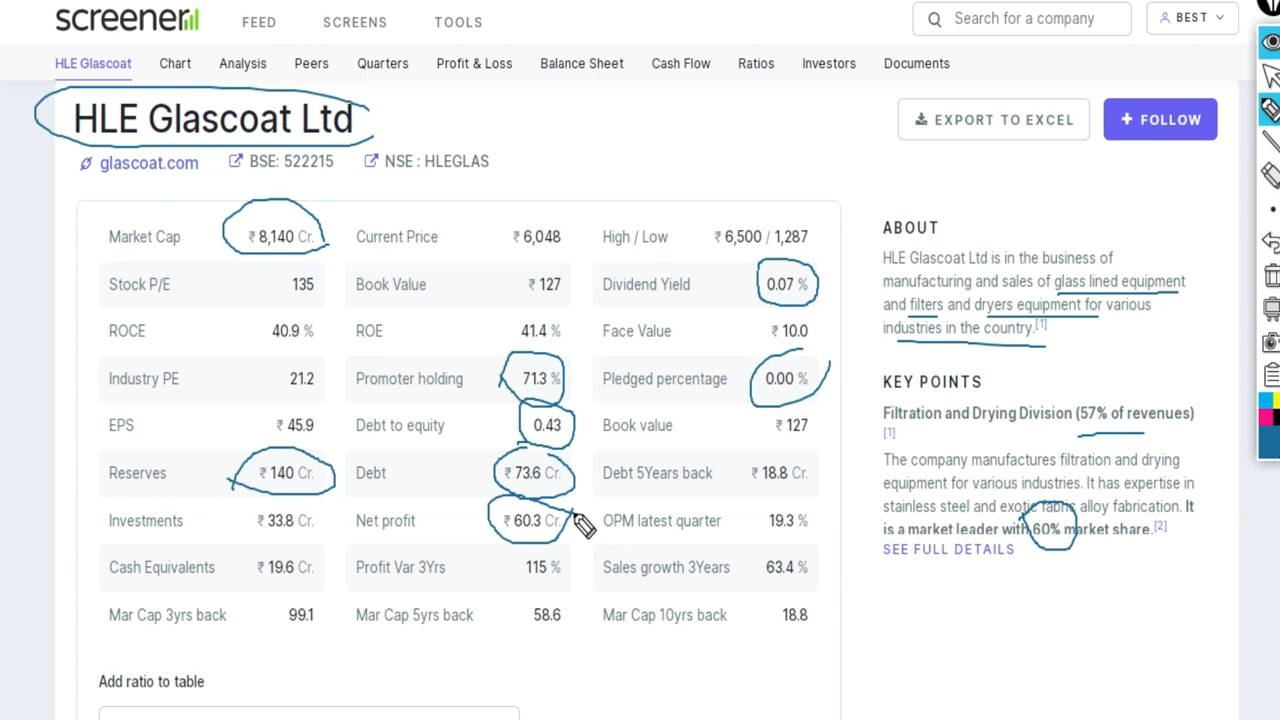 screener
FEED SCREENS TOOLS
Search for a company
BEST
HLE Glascoat Chart Analysis Peers Quarters Profit & Loss Balance Sheet Cash Flow Ratios Investors Documents
HLE Glascoat Ltd
EXPORT TO EXCEL
+ FOLLOW
glascoat.com BSE: 522215 NSE : HLEGLAS
Market Cap ₹ 8,140 Cr. Current Price ₹ 6,048 High / Low ₹ 6,500 / 1,287
Stock P/E 135 Book Value ₹ 127 Dividend Yield 0.07 %
ROCE 40.9 % ROE 41.4 % Face Value ₹ 10.0
Industry PE 21.2 Promoter holding 71.3 % Pledged percentage 0.00 %
EPS ₹ 45.9 Debt to equity 0.43 Book value ₹ 127
Reserves ₹ 140 Cr. Debt ₹ 73.6 Cr. Debt 5Years back ₹ 18.8 Cr.
Investments ₹ 33.8 Cr. Net profit ₹ 60.3 Cr. OPM latest quarter 19.3 %
Cash Equivalents ₹ 19.6 Cr. Profit Var 3Yrs 115 % Sales growth 3Years 63.4 %
Mar Cap 3yrs back 99.1 Mar Cap 5yrs back 58.6 Mar Cap 10yrs back 18.8
Add ratio to table
ABOUT
HLE Glascoat Ltd is in the business of
manufacturing and sales of glass lined equipment
and filters and dryers equipment for various
industries in the country.[1]
KEY POINTS
Filtration and Drying Division (57% of revenues)
[1]
The company manufactures filtration and drying
equipment for various industries. It has expertise in
stainless steel and exotic fabric alloy fabrication. It
is a market leader with 60% market share.[2]
SEE FULL DETAILS